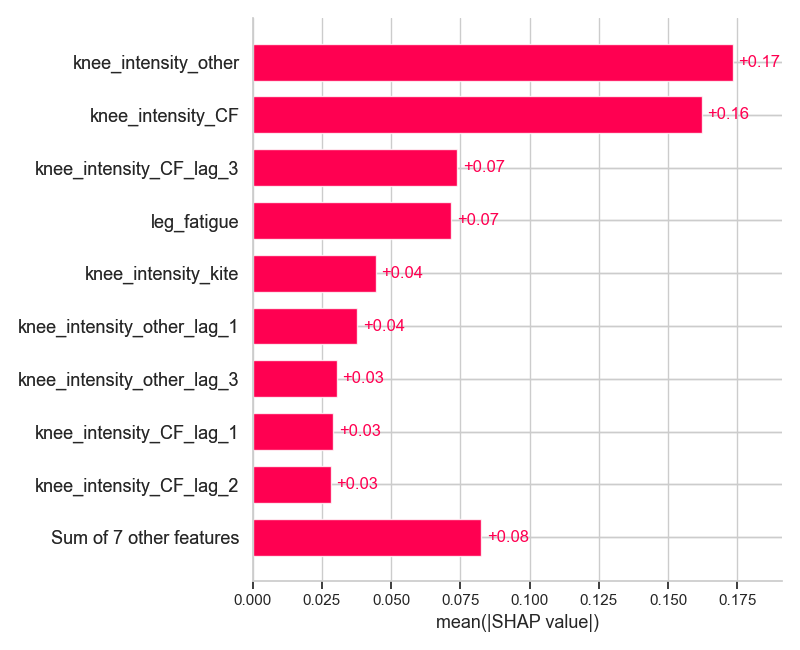 knee_intensity_other +0.17
knee_intensity_CF +0.16
knee_intensity_CF_lag_3 +0.07
leg_fatigue +0.07
knee_intensity_kite +0.04
knee_intensity_other_lag_1 +0.04
knee_intensity_other_lag_3 +0.03
knee_intensity_CF_lag_1 +0.03
knee_intensity_CF_lag_2 +0.03
Sum of 7 other features +0.08
0.000 0.025 0.050 0.075 0.100 0.125 0.150 0.175
mean(|SHAP value|)